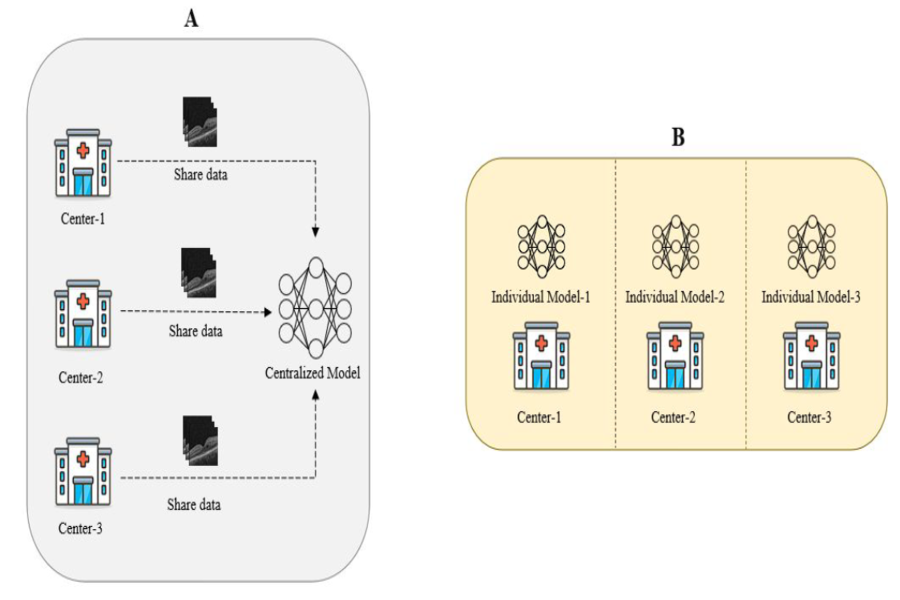 A
Share data
Center-1
Share data
Center-2
Centralized Model
Share data
Center-3
B
Individual Model-1
Individual Model-2
Individual Model-3
Center-1
Center-2
Center-3